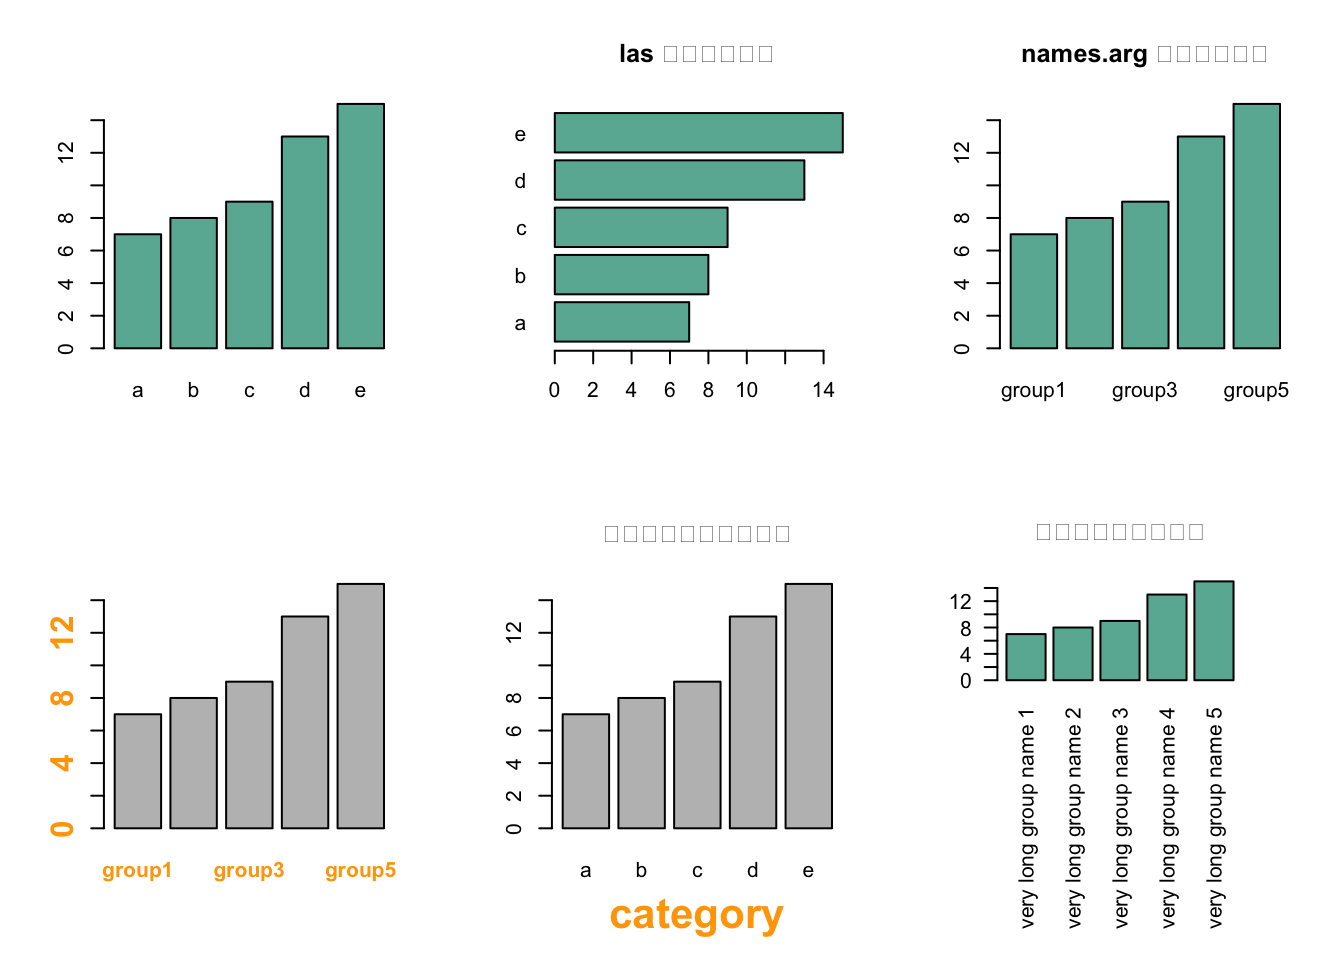 12
8
6
4
2
0
a b c d e
las □□□□□□
e
d
c
b
a
0 2 4 6 8 10 14
names.arg □□□□□□
12
8
6
4
2
0
group1 group3 group5
12
8
4
0
group1 group3 group5
□□□□□□□□□□
12
8
6
4
2
0
a b c d e
category
□□□□□□□□□
12
8
4
0
very long group name 1
very long group name 2
very long group name 3
very long group name 4
very long group name 5